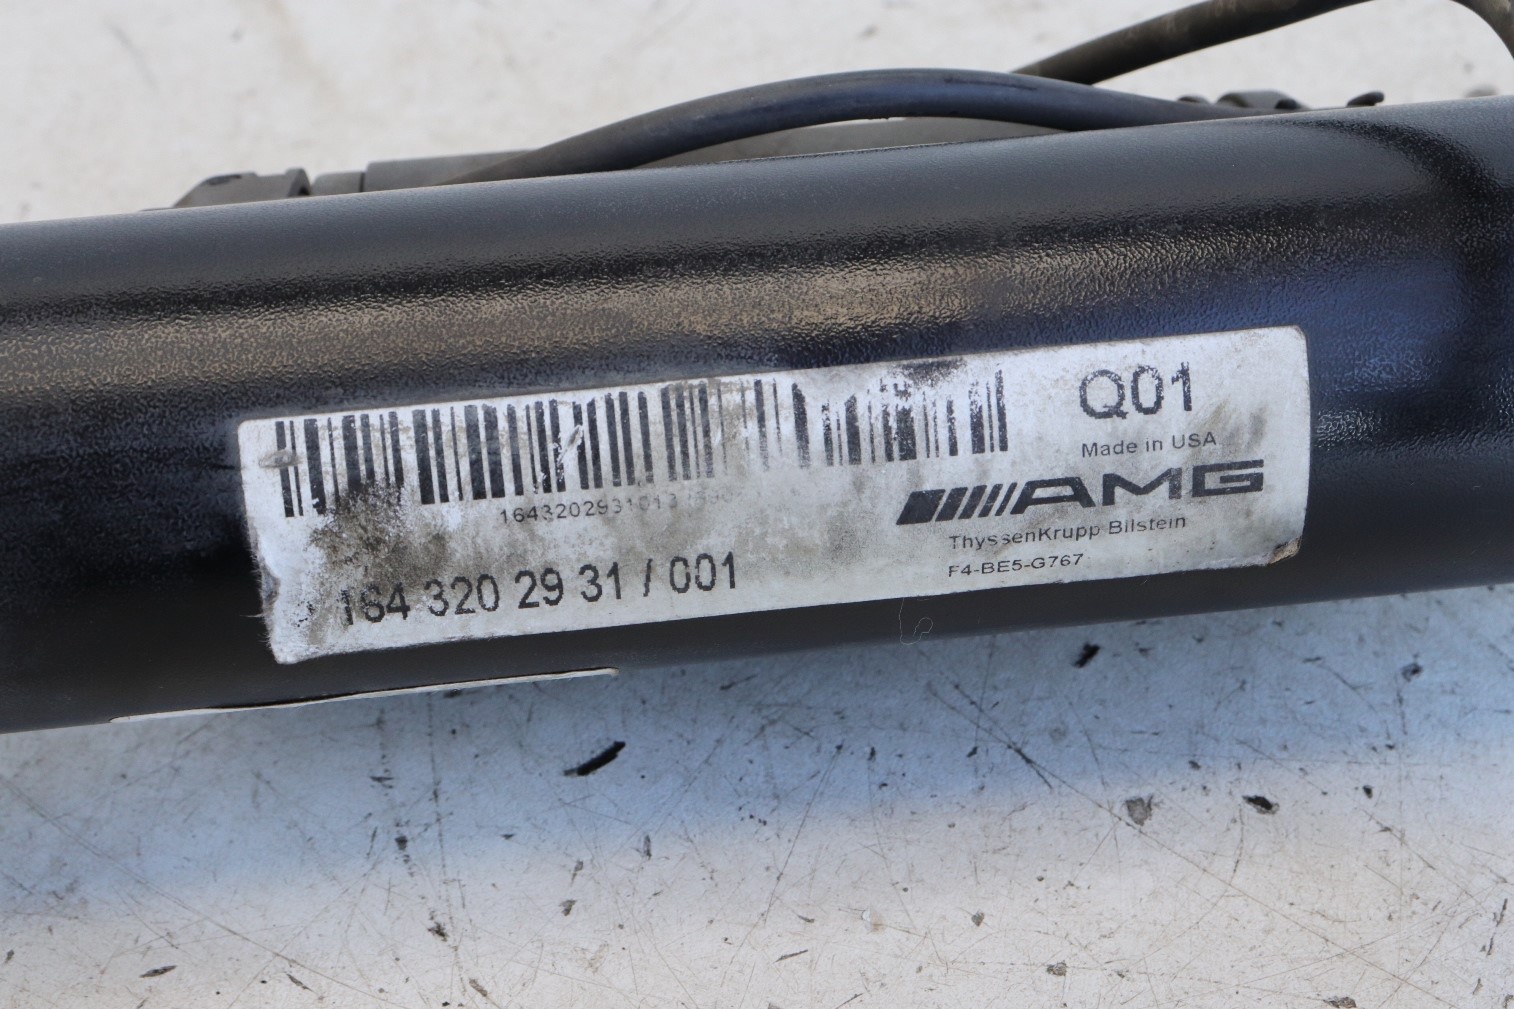 Q01
Made in USA
AMG
ThyssenKrupp Bilstein
F4-BE5-G767
164 320 29 31 / 001